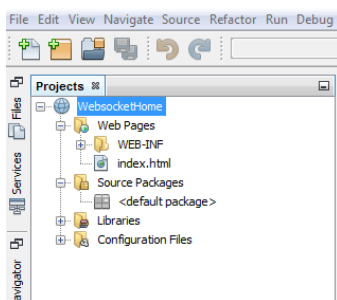 File Edit View Navigate Source Refactor Run Debug
Projects
WebsocketHome
Web Pages
WEB-INF
index.html
Source Packages
<default package>
Libraries
Configuration Files
Files
Services
avigator